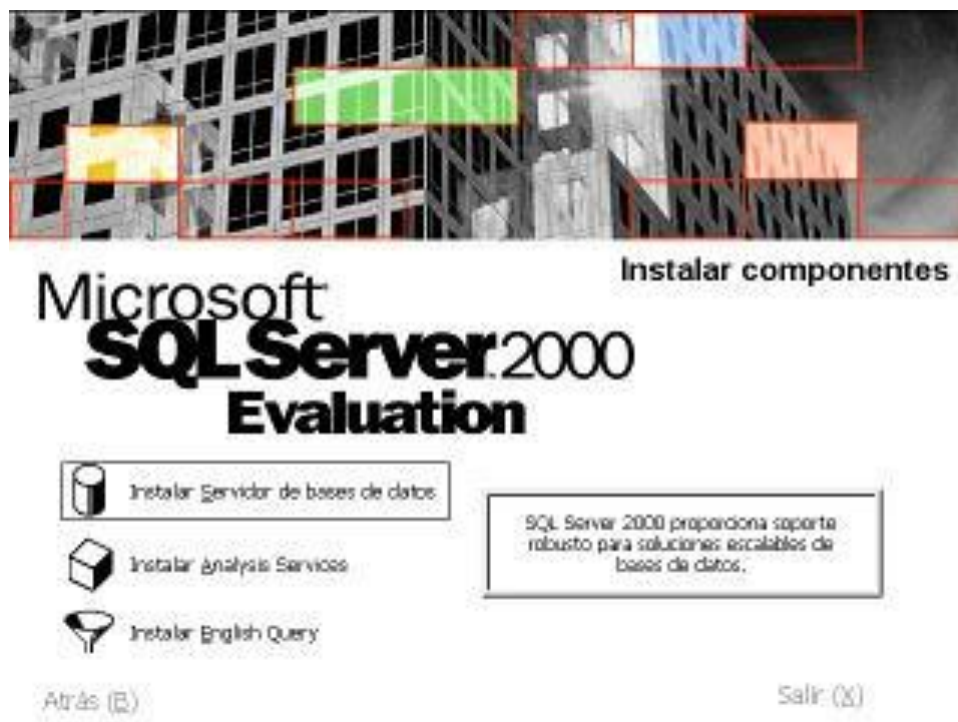 Instalar componentes
Microsoft
SQL Server 2000
Evaluation
Instalar Servidor de bases de datos
SQL Server 2000 proporciona soporte
robusto para soluciones escalables de
bases de datos.
Instalar Analysis Services
Instalar English Query
Atrás (B)
Salir (X)